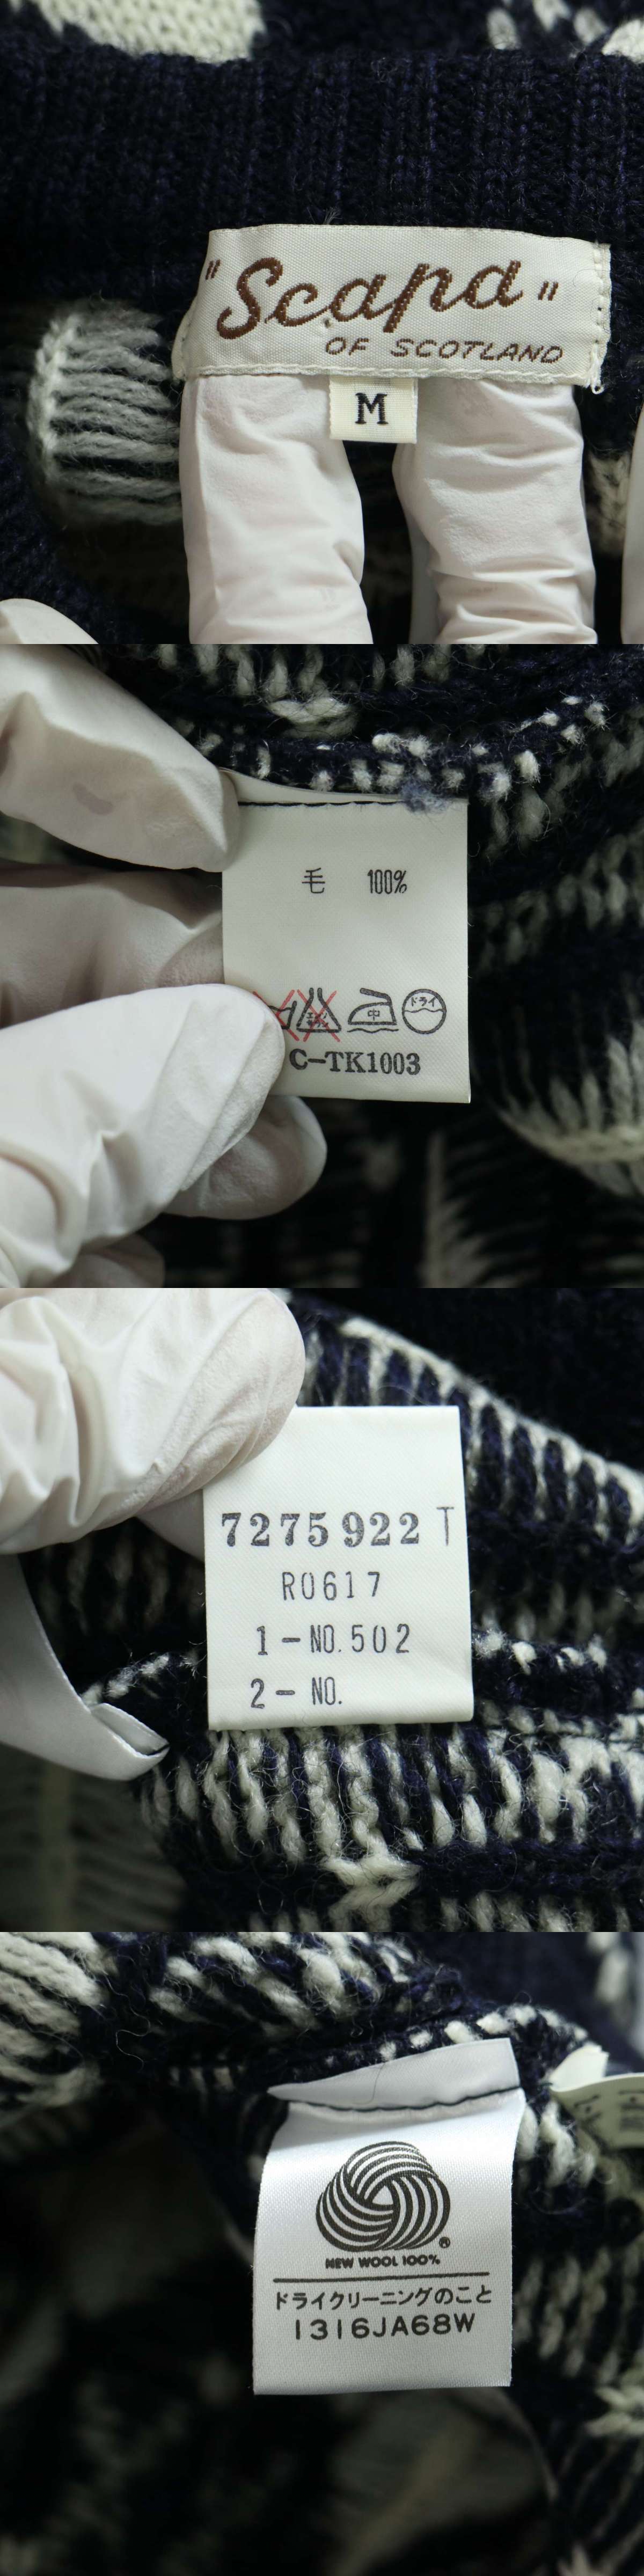 "Scapa"
OF SCOTLAND
M
毛 100%
中 ドライ
C-TK1003
7275922 T
R0617
1-NO.502
2-NO.
®
NEW WOOL 100%
ドライクリーニングのこと
1316JA68W